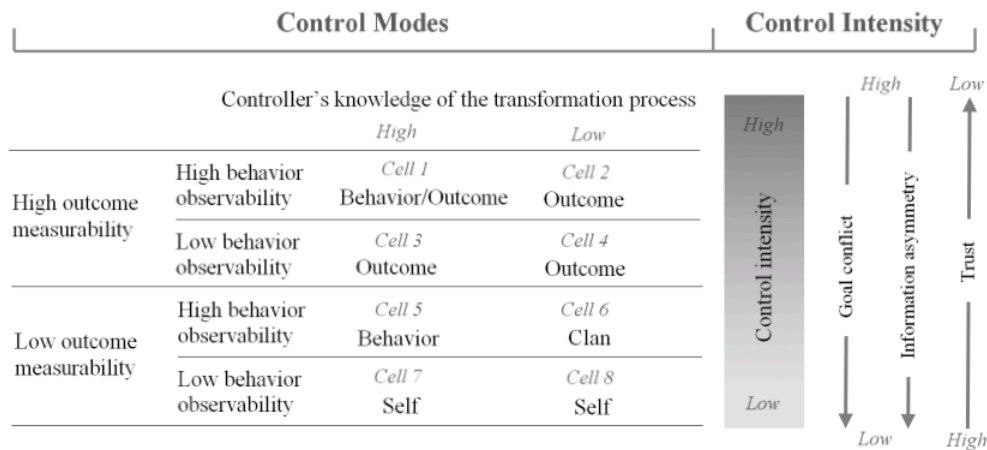 Control Modes Control Intensity
High Low
Controller's knowledge of the transformation process
High Low
High outcome measurability
High behavior observability
Cell 1
Behavior/Outcome
Cell 2
Outcome
Low behavior observability
Cell 3
Outcome
Cell 4
Outcome
Low outcome measurability
High behavior observability
Cell 5
Behavior
Cell 6
Clan
Low behavior observability
Cell 7
Self
Cell 8
Self
High
Control intensity
Low
Goal conflict
Information asymmetry
Trust
Low High